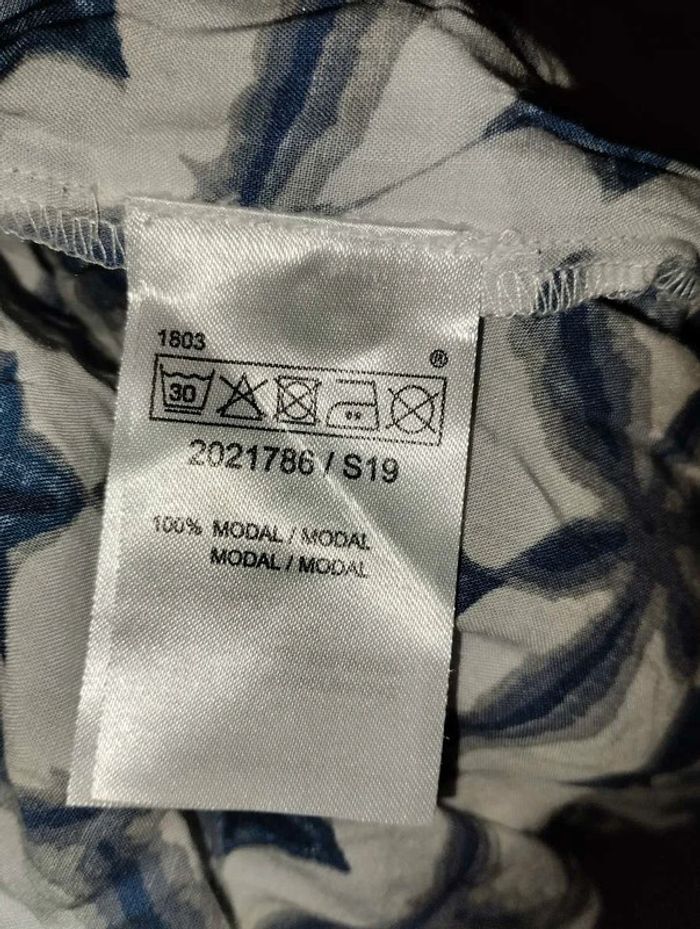 1803
®
30
2021786 / S19
100% MODAL / MODAL
MODAL / MODAL